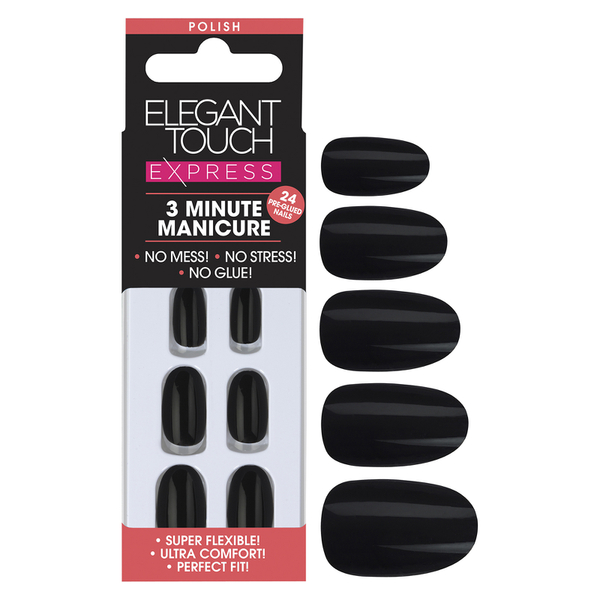 POLISH
ELEGANT
TOUCH
EXPRESS
24
PRE-GLUED
NAILS
3 MINUTE
MANICURE
• NO MESS! • NO STRESS!
• NO GLUE!
• SUPER FLEXIBLE!
• ULTRA COMFORT!
• PERFECT FIT!